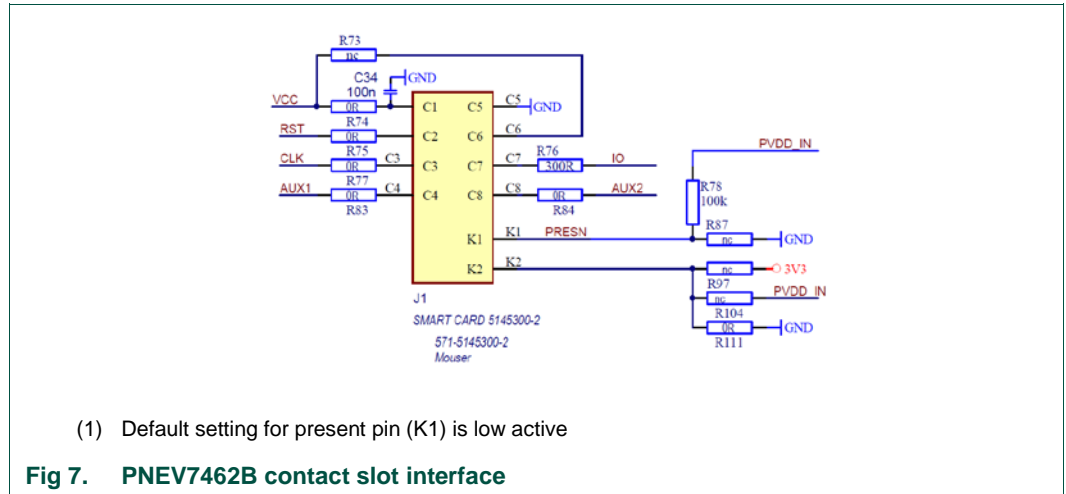 R73
nc
C34
GND
100n
VCC
0R
C1
C5
C5
GND
R74
C6
RST
0R
C2
C6
R75
R76
PVDD_IN
CLK
0R
C3
C3
C7
C7
300R
IO
R77
R78
100k
AUX1
0R
C4
C4
C8
C8
0R
AUX2
R83
R84
R87
K1
K1
PRESN
nc
GND
K2
K2
nc
3V3
R97
J1
nc
PVDD_IN
R104
SMART CARD 5145300-2
0R
GND
571-5145300-2
R111
Mouser
(1) Default setting for present pin (K1) is low active
Fig 7. PNEV7462B contact slot interface